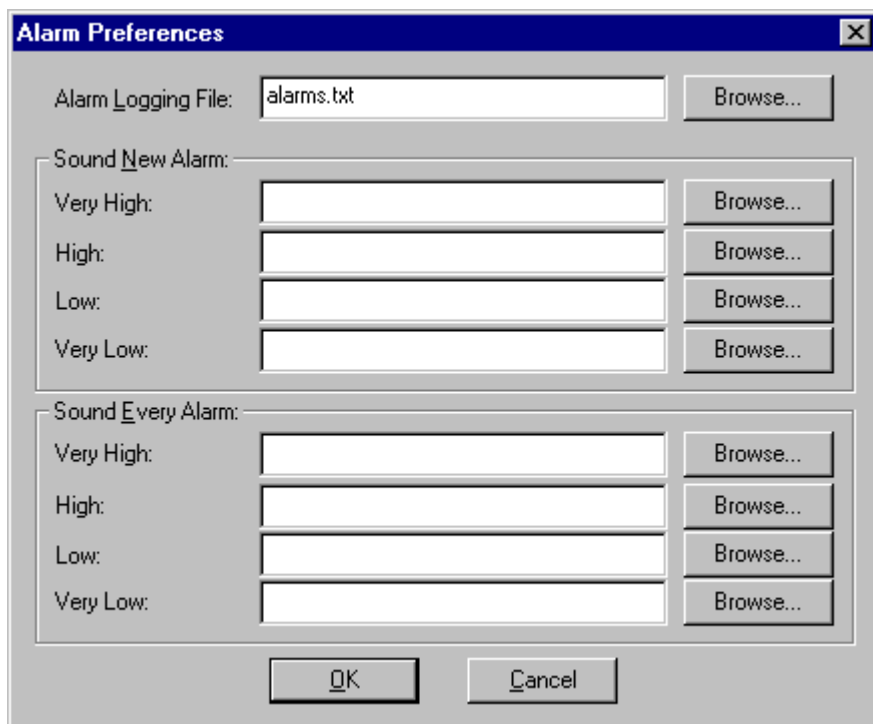 Alarm Preferences
Alarm Logging File: alarms.txt Browse...
Sound New Alarm:
Very High: Browse...
High: Browse...
Low: Browse...
Very Low: Browse...
Sound Every Alarm:
Very High: Browse...
High: Browse...
Low: Browse...
Very Low: Browse...
OK Cancel